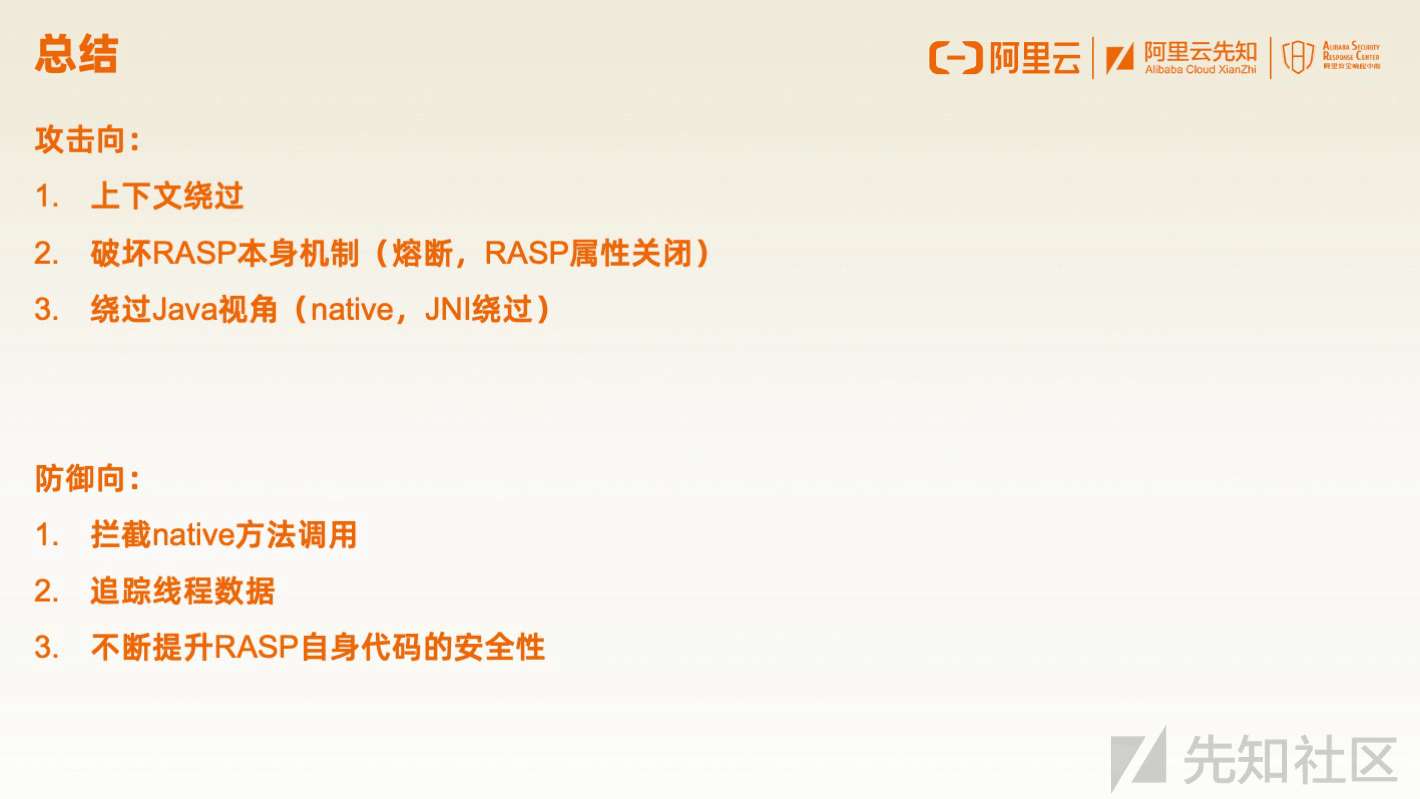 总结
阿里云
阿里云先知
Alibaba Cloud XianZhi
ALIBABA SECURITY
RESPONSE CENTER
阿里安全响应中心
攻击向：
1. 上下文绕过
2. 破坏RASP本身机制（熔断，RASP属性关闭）
3. 绕过Java视角（native，JNI绕过）
防御向：
1. 拦截native方法调用
2. 追踪线程数据
3. 不断提升RASP自身代码的安全性
先知社区